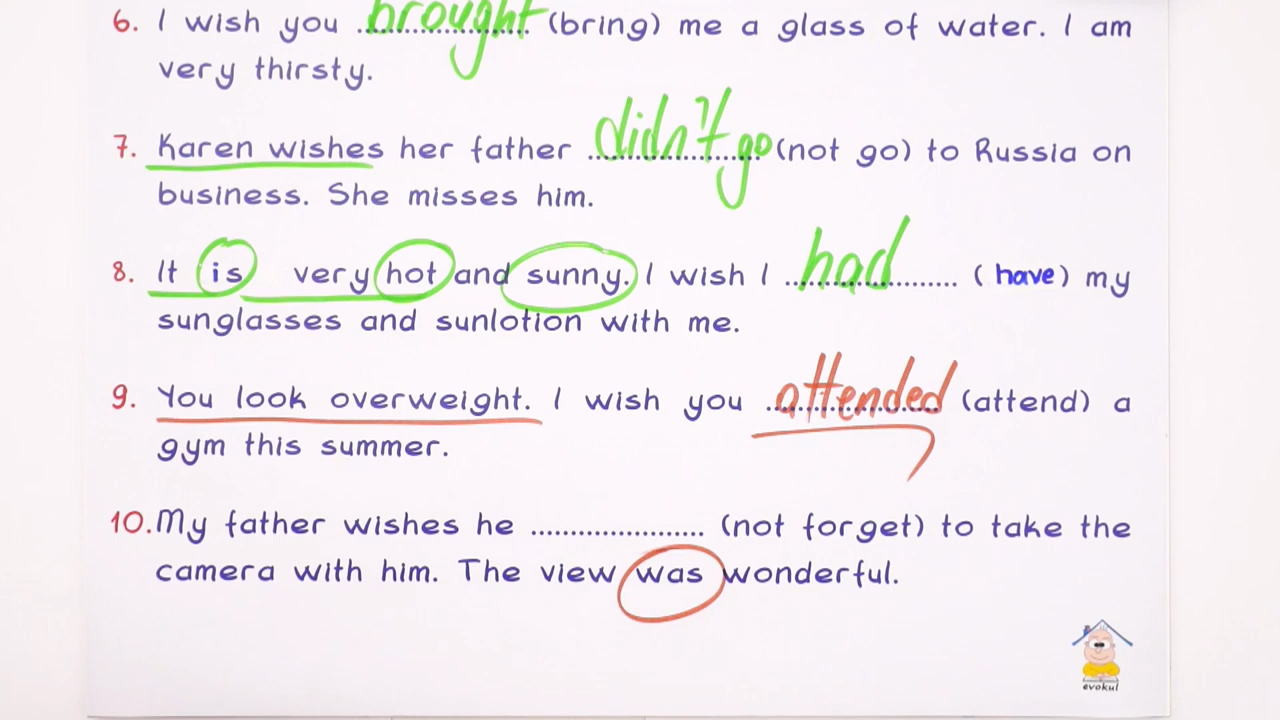 6. I wish you brought (bring) me a glass of water. I am
very thirsty.
7. Karen wishes her father didn't go (not go) to Russia on
business. She misses him.
8. It is very hot and sunny. I wish I had (have) my
sunglasses and sunlotion with me.
9. You look overweight. I wish you attended (attend) a
gym this summer.
10. My father wishes he ..................... (not forget) to take the
camera with him. The view was wonderful.
evokul